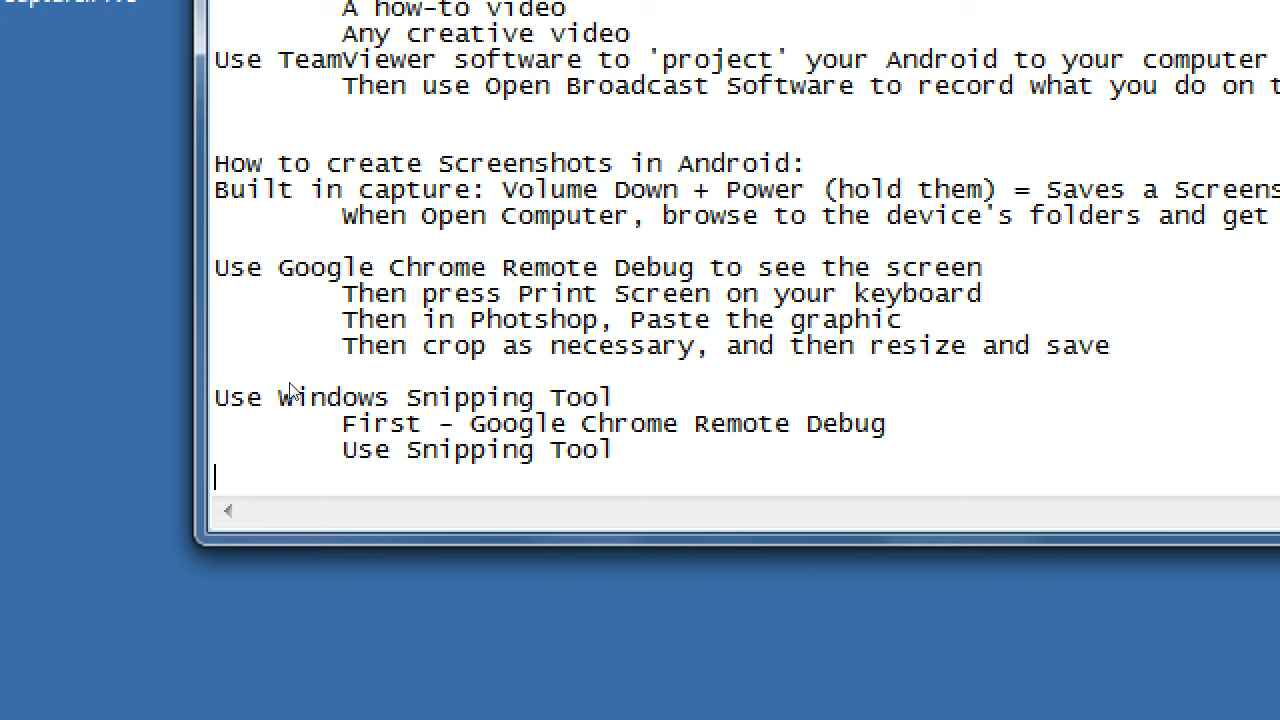 A how-to video
Any creative video
Use TeamViewer software to 'project' your Android to your computer
Then use Open Broadcast Software to record what you do on
How to create Screenshots in Android:
Built in capture: Volume Down + Power (hold them) = Saves a
When Open Computer, browse to the device's folders and get
Use Google Chrome Remote Debug to see the screen
Then press Print Screen on your keyboard
Then in Photshop, Paste the graphic
Then crop as necessary, and then resize and save
Use Windows Snipping Tool
First - Google Chrome Remote Debug
Use Snipping Tool